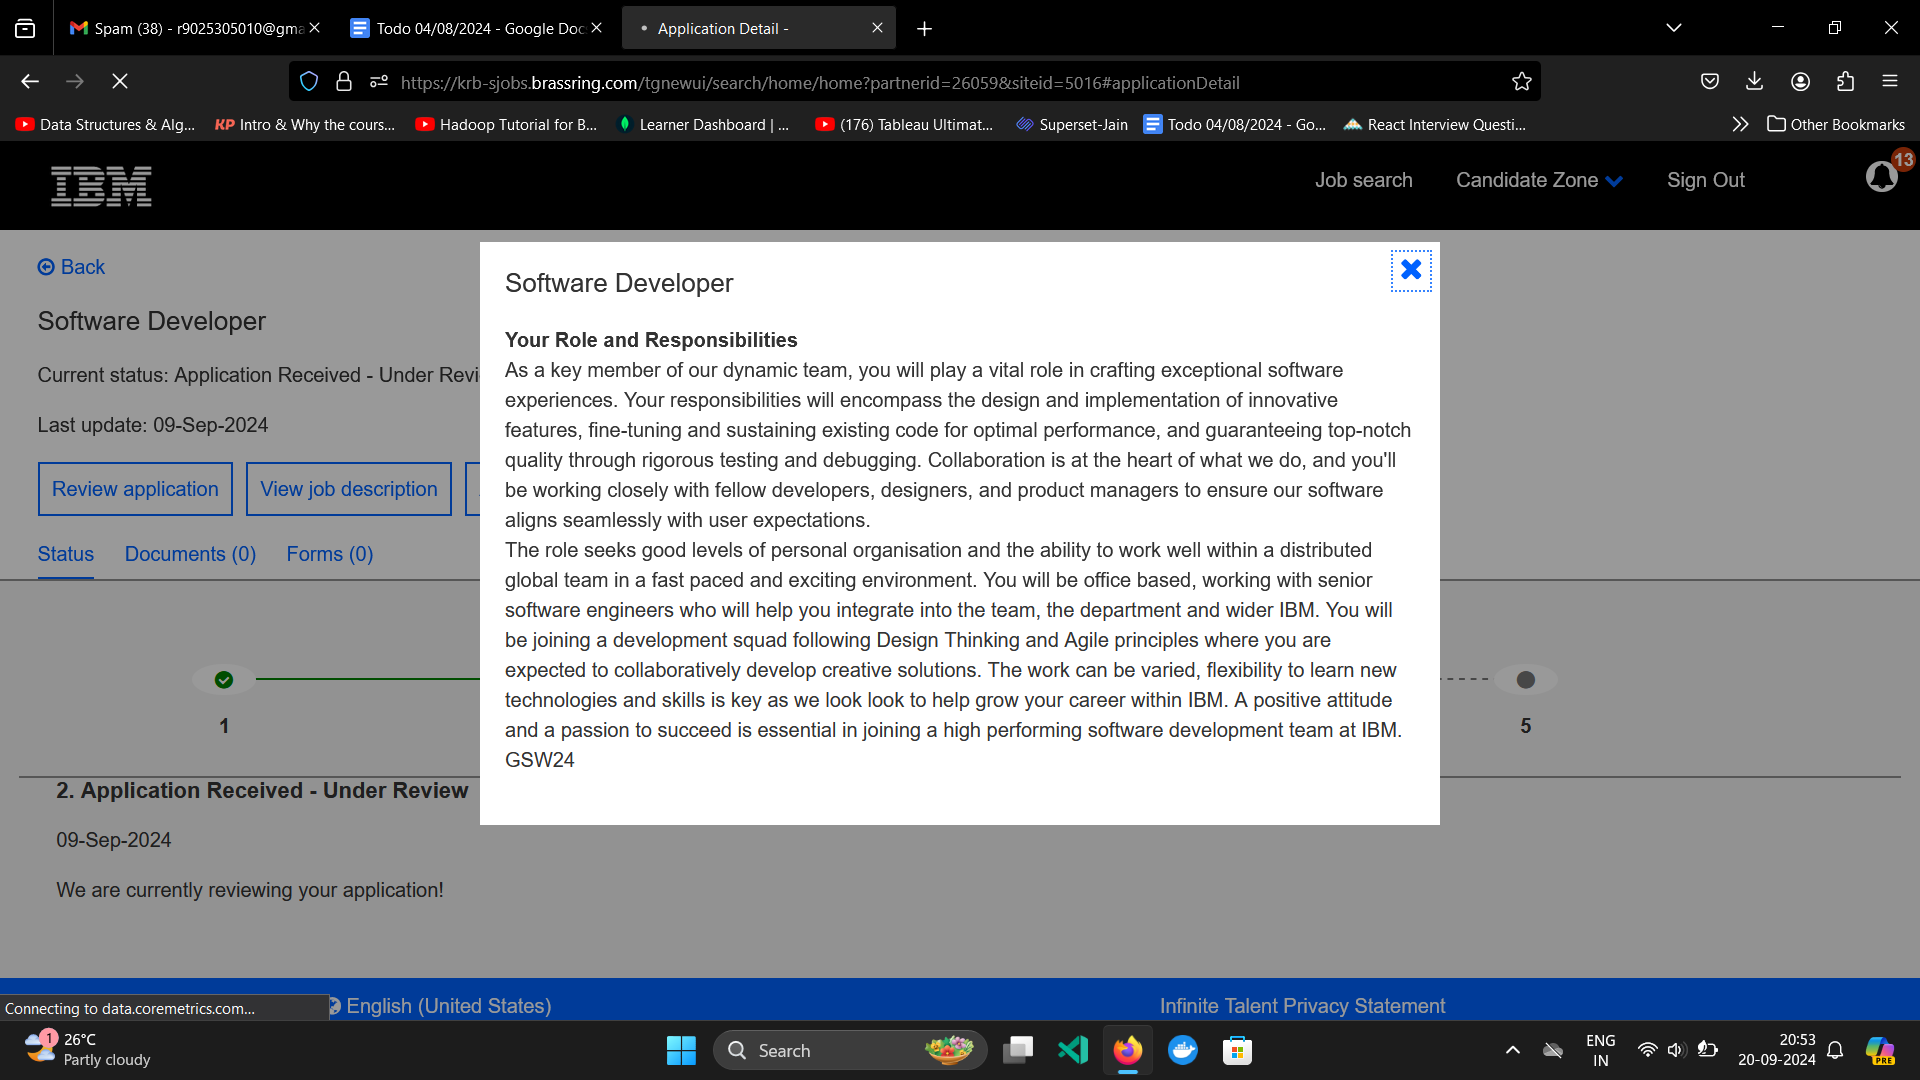 Spam (38) - r9025305010@gma
Todo 04/08/2024 - Google Doc
Application Detail -
https://krb-sjobs.brassring.com/tgnewui/search/home/home?partnerid=26059&siteid=5016#applicationDetail
Data Structures & Alg...
KP Intro & Why the cours...
Hadoop Tutorial for B...
Learner Dashboard | ...
(176) Tableau Ultimat...
Superset-Jain
Todo 04/08/2024 - Go...
React Interview Questi...
Other Bookmarks
IBM
Job search
Candidate Zone
Sign Out
13
Back
Software Developer
Current status: Application Received - Under Revi
Last update: 09-Sep-2024
Review application
View job description
Status
Documents (0)
Forms (0)
1
5
2. Application Received - Under Review
09-Sep-2024
We are currently reviewing your application!
Software Developer
Your Role and Responsibilities
As a key member of our dynamic team, you will play a vital role in crafting exceptional software
experiences. Your responsibilities will encompass the design and implementation of innovative
features, fine-tuning and sustaining existing code for optimal performance, and guaranteeing top-notch
quality through rigorous testing and debugging. Collaboration is at the heart of what we do, and you'll
be working closely with fellow developers, designers, and product managers to ensure our software
aligns seamlessly with user expectations.
The role seeks good levels of personal organisation and the ability to work well within a distributed
global team in a fast paced and exciting environment. You will be office based, working with senior
software engineers who will help you integrate into the team, the department and wider IBM. You will
be joining a development squad following Design Thinking and Agile principles where you are
expected to collaboratively develop creative solutions. The work can be varied, flexibility to learn new
technologies and skills is key as we look look to help grow your career within IBM. A positive attitude
and a passion to succeed is essential in joining a high performing software development team at IBM.
GSW24
Connecting to data.coremetrics.com...
English (United States)
Infinite Talent Privacy Statement
1
26°C
Partly cloudy
Search
ENG
IN
20:53
20-09-2024
PRE